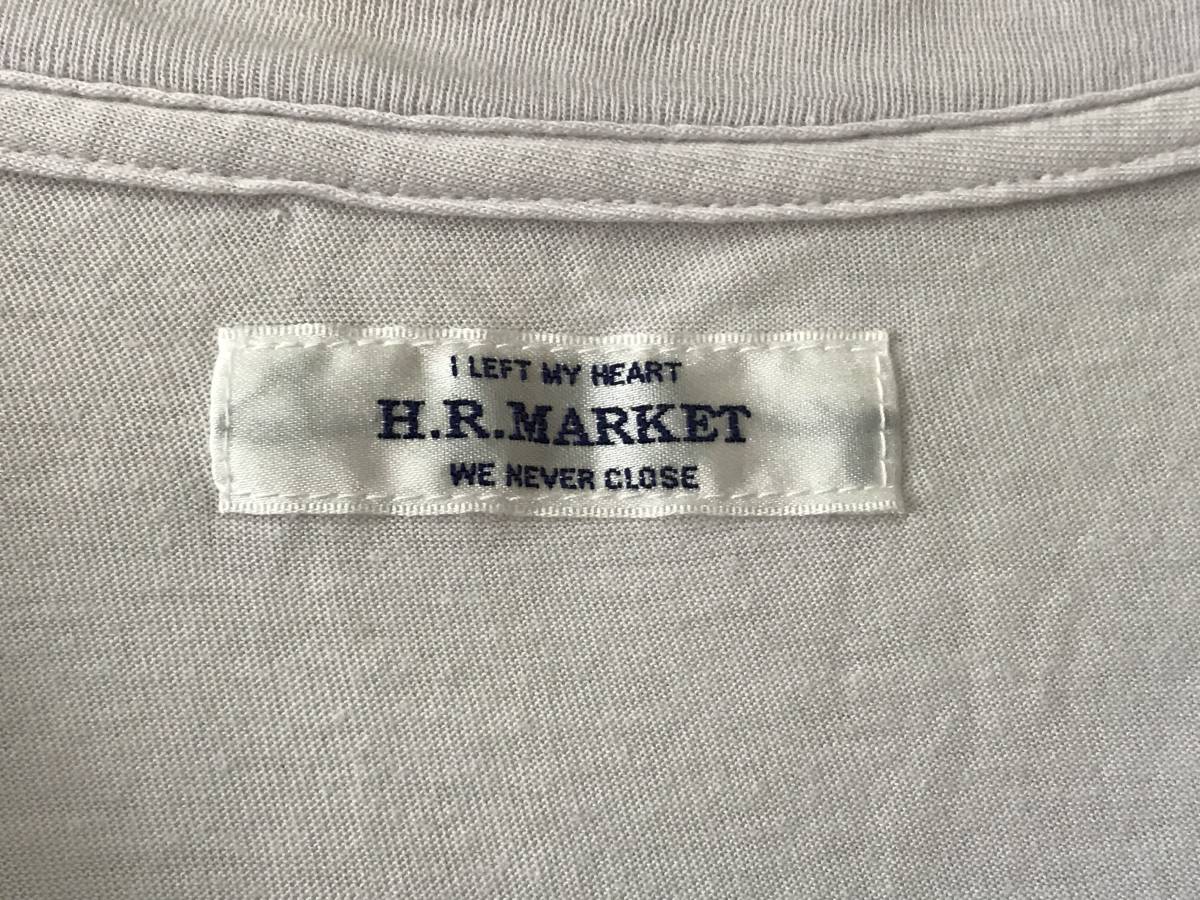 I LEFT MY HEART
H.R.MARKET
WE NEVER CLOSE